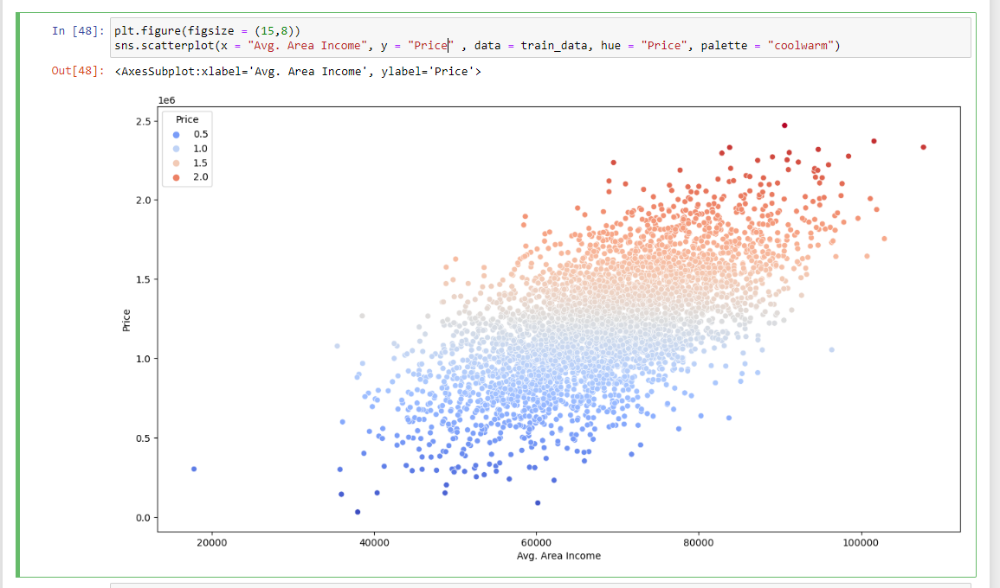 In [48]: plt.figure(figsize = (15,8))
sns.scatterplot(x = "Avg. Area Income", y = "Price" , data = train_data, hue = "Price", palette = "coolwarm")
Out[48]: <AxesSubplot:xlabel='Avg. Area Income', ylabel='Price'>
1e6
Price
0.5
1.0
1.5
2.0
2.5
2.0
1.5
1.0
0.5
0.0
Price
20000 40000 60000 80000 100000
Avg. Area Income